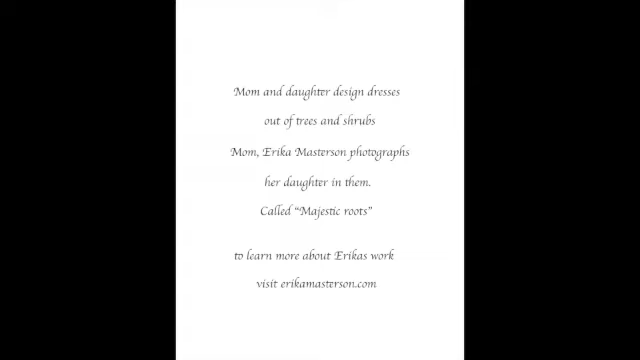 Mom and daughter design dresses
out of trees and shrubs
Mom, Erika Masterson photographs
her daughter in them.
Called "Majestic roots"
to learn more about Erikas work
visit erikamasterson.com